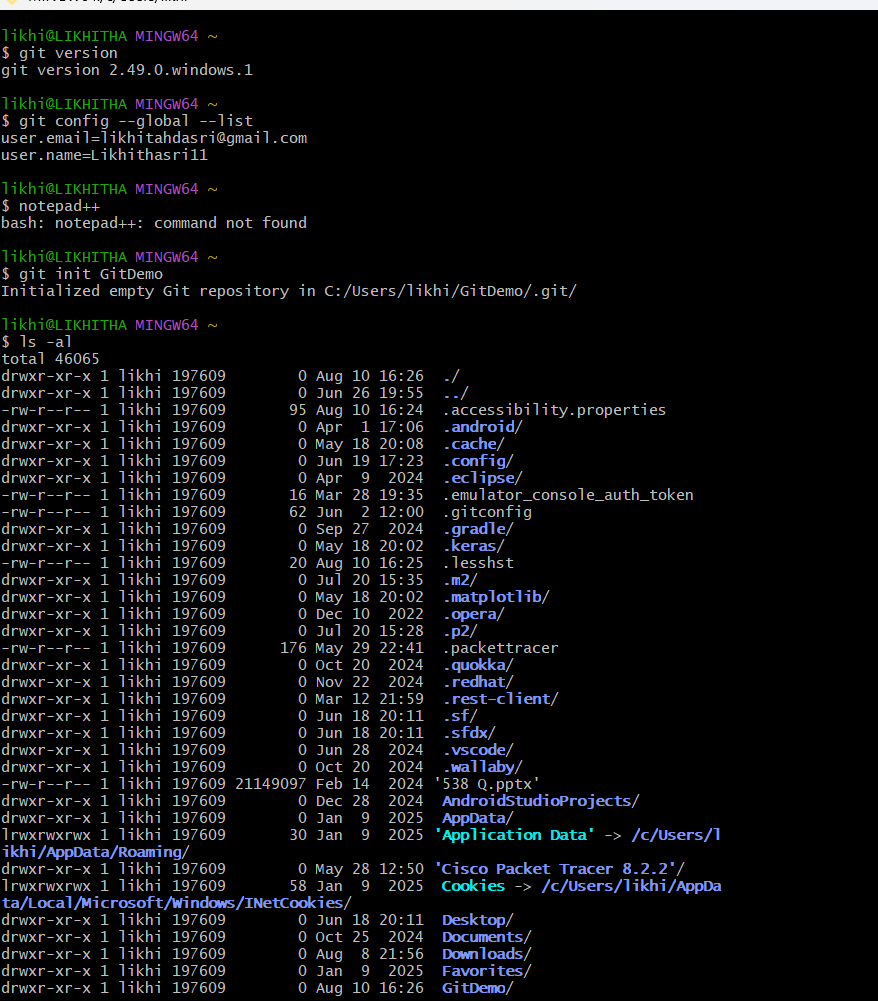 likhi@LIKHITHA MINGW64 ~
$ git version
git version 2.49.0.windows.1
likhi@LIKHITHA MINGW64 ~
$ git config --global --list
user.email=likhitahdasri@gmail.com
user.name=Likhithasri11
likhi@LIKHITHA MINGW64 ~
$ notepad++
bash: notepad++: command not found
likhi@LIKHITHA MINGW64 ~
$ git init GitDemo
Initialized empty Git repository in C:/Users/likhi/GitDemo/.git/
likhi@LIKHITHA MINGW64 ~
$ ls -al
total 46065
drwxr-xr-x 1 likhi 197609        0 Aug 10 16:26  ./
drwxr-xr-x 1 likhi 197609        0 Jun 26 19:55  ../
-rw-r--r-- 1 likhi 197609       95 Aug 10 16:24  .accessibility.properties
drwxr-xr-x 1 likhi 197609        0 Apr  1 17:06  .android/
drwxr-xr-x 1 likhi 197609        0 May 18 20:08  .cache/
drwxr-xr-x 1 likhi 197609        0 Jun 19 17:23  .config/
drwxr-xr-x 1 likhi 197609        0 Apr  9  2024  .eclipse/
-rw-r--r-- 1 likhi 197609       16 Mar 28 19:35  .emulator_console_auth_token
-rw-r--r-- 1 likhi 197609       62 Jun  2 12:00  .gitconfig
drwxr-xr-x 1 likhi 197609        0 Sep 27  2024  .gradle/
drwxr-xr-x 1 likhi 197609        0 May 18 20:02  .keras/
-rw-r--r-- 1 likhi 197609       20 Aug 10 16:25  .lesshst
drwxr-xr-x 1 likhi 197609        0 Jul 20 15:35  .m2/
drwxr-xr-x 1 likhi 197609        0 May 18 20:02  .matplotlib/
drwxr-xr-x 1 likhi 197609        0 Dec 10  2022  .opera/
drwxr-xr-x 1 likhi 197609        0 Jul 20 15:28  .p2/
-rw-r--r-- 1 likhi 197609      176 May 29 22:41  .packettracer
drwxr-xr-x 1 likhi 197609        0 Oct 20  2024  .quokka/
drwxr-xr-x 1 likhi 197609        0 Nov 22  2024  .redhat/
drwxr-xr-x 1 likhi 197609        0 Mar 12 21:59  .rest-client/
drwxr-xr-x 1 likhi 197609        0 Jun 18 20:11  .sf/
drwxr-xr-x 1 likhi 197609        0 Jun 18 20:11  .sfdx/
drwxr-xr-x 1 likhi 197609        0 Jun 28  2024  .vscode/
drwxr-xr-x 1 likhi 197609        0 Oct 20  2024  .wallaby/
-rw-r--r-- 1 likhi 197609 21149097 Feb 14  2024 '538 Q.pptx'
drwxr-xr-x 1 likhi 197609        0 Dec 28  2024  AndroidStudioProjects/
drwxr-xr-x 1 likhi 197609        0 Jan  9  2025  AppData/
lrwxrwxrwx 1 likhi 197609       30 Jan  9  2025 'Application Data' -> /c/Users/l
ikhi/AppData/Roaming/
drwxr-xr-x 1 likhi 197609        0 May 28 12:50 'Cisco Packet Tracer 8.2.2'/
lrwxrwxrwx 1 likhi 197609       58 Jan  9  2025  Cookies -> /c/Users/likhi/AppDa
ta/Local/Microsoft/Windows/INetCookies/
drwxr-xr-x 1 likhi 197609        0 Jun 18 20:11  Desktop/
drwxr-xr-x 1 likhi 197609        0 Oct 25  2024  Documents/
drwxr-xr-x 1 likhi 197609        0 Aug  8 21:56  Downloads/
drwxr-xr-x 1 likhi 197609        0 Jan  9  2025  Favorites/
drwxr-xr-x 1 likhi 197609        0 Aug 10 16:26  GitDemo/